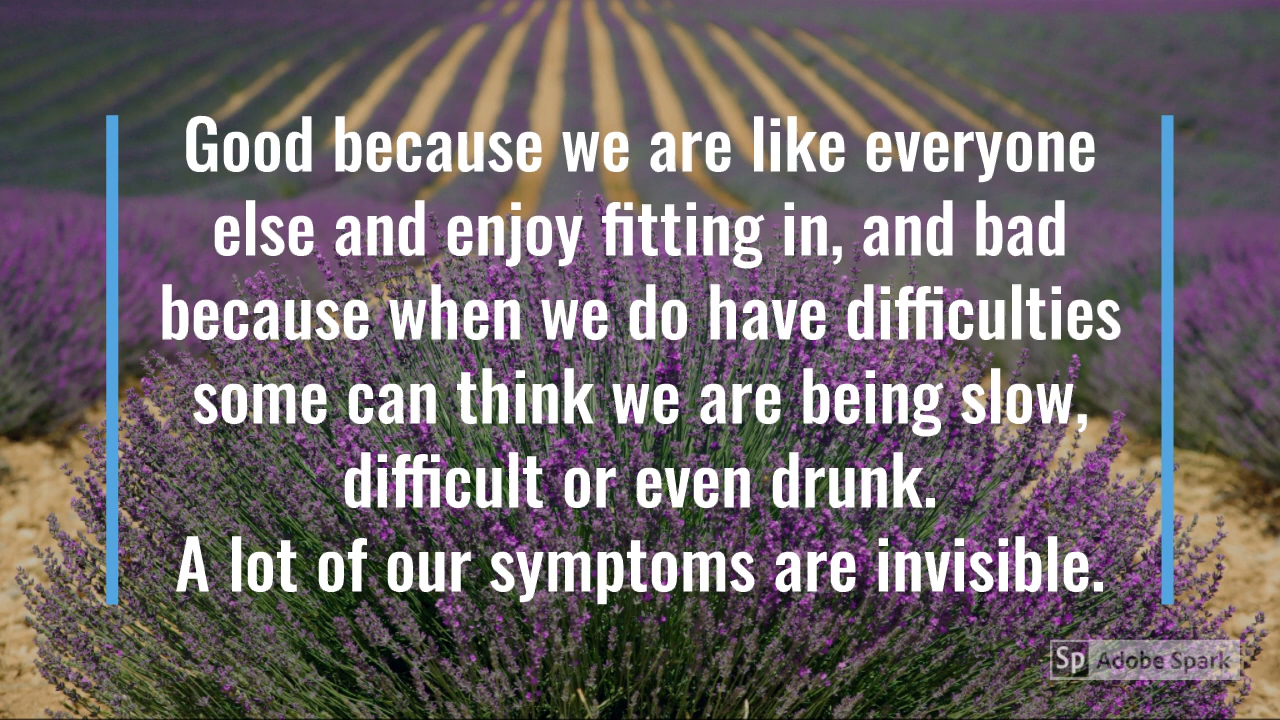 Good because we are like everyone
else and enjoy fitting in, and bad
because when we do have difficulties
some can think we are being slow,
difficult or even drunk.
A lot of our symptoms are invisible.
Sp Adobe Spark